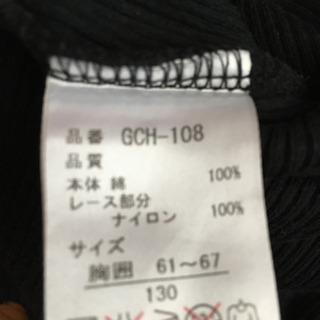 品番 GCH-108
品質
本体 綿 100%
レース部分
ナイロン 100%
サイズ
胸囲 61～67
130